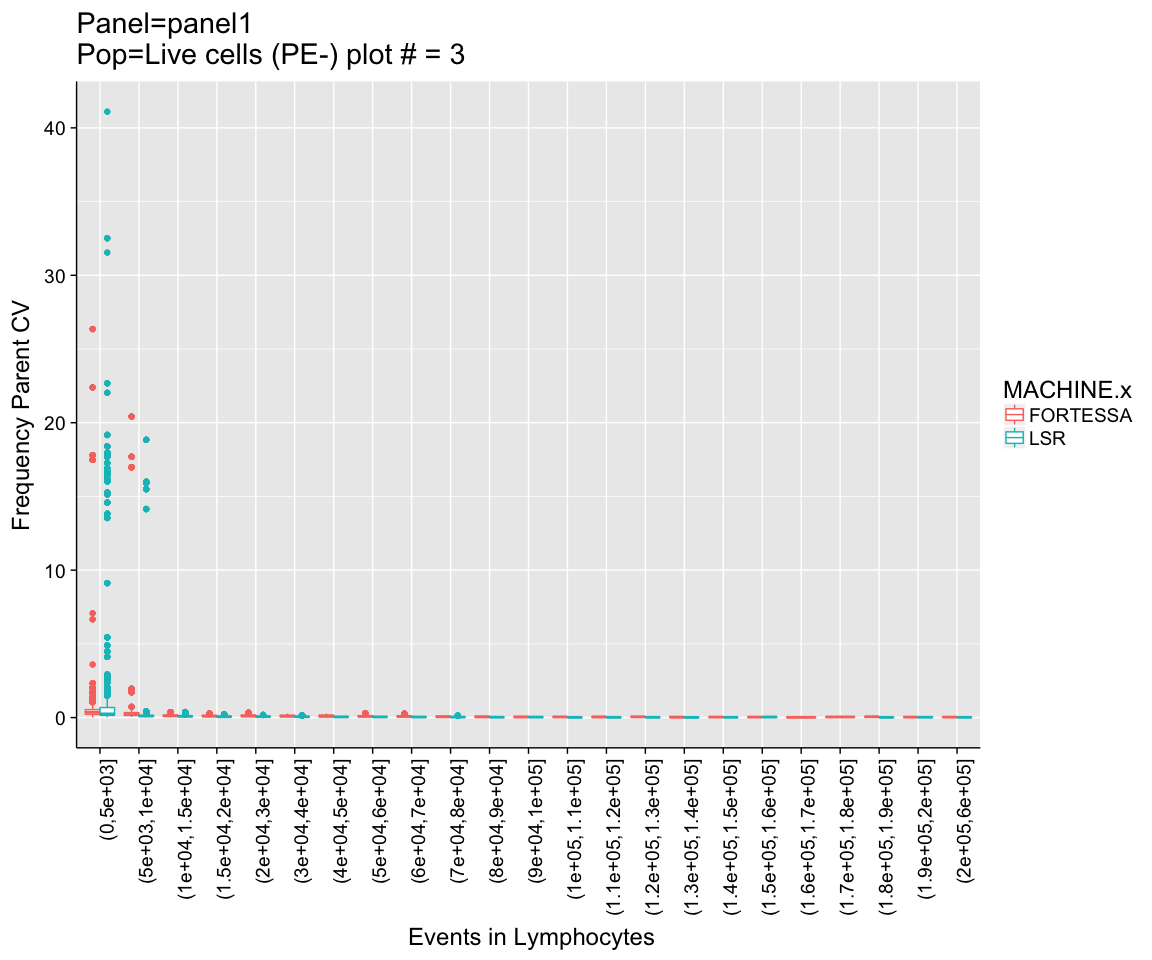 Panel=panel1
Pop=Live cells (PE-) plot # = 3
Frequency Parent CV
40
30
20
10
0
(0,5e+03]
(5e+03,1e+04]
(1e+04,1.5e+04]
(1.5e+04,2e+04]
(2e+04,3e+04]
(3e+04,4e+04]
(4e+04,5e+04]
(5e+04,6e+04]
(6e+04,7e+04]
(7e+04,8e+04]
(8e+04,9e+04]
(9e+04,1e+05]
(1e+05,1.1e+05]
(1.1e+05,1.2e+05]
(1.2e+05,1.3e+05]
(1.3e+05,1.4e+05]
(1.4e+05,1.5e+05]
(1.5e+05,1.6e+05]
(1.6e+05,1.7e+05]
(1.7e+05,1.8e+05]
(1.8e+05,1.9e+05]
(1.9e+05,2e+05]
(2e+05,6e+05]
Events in Lymphocytes
MACHINE.x
FORTESSA
LSR